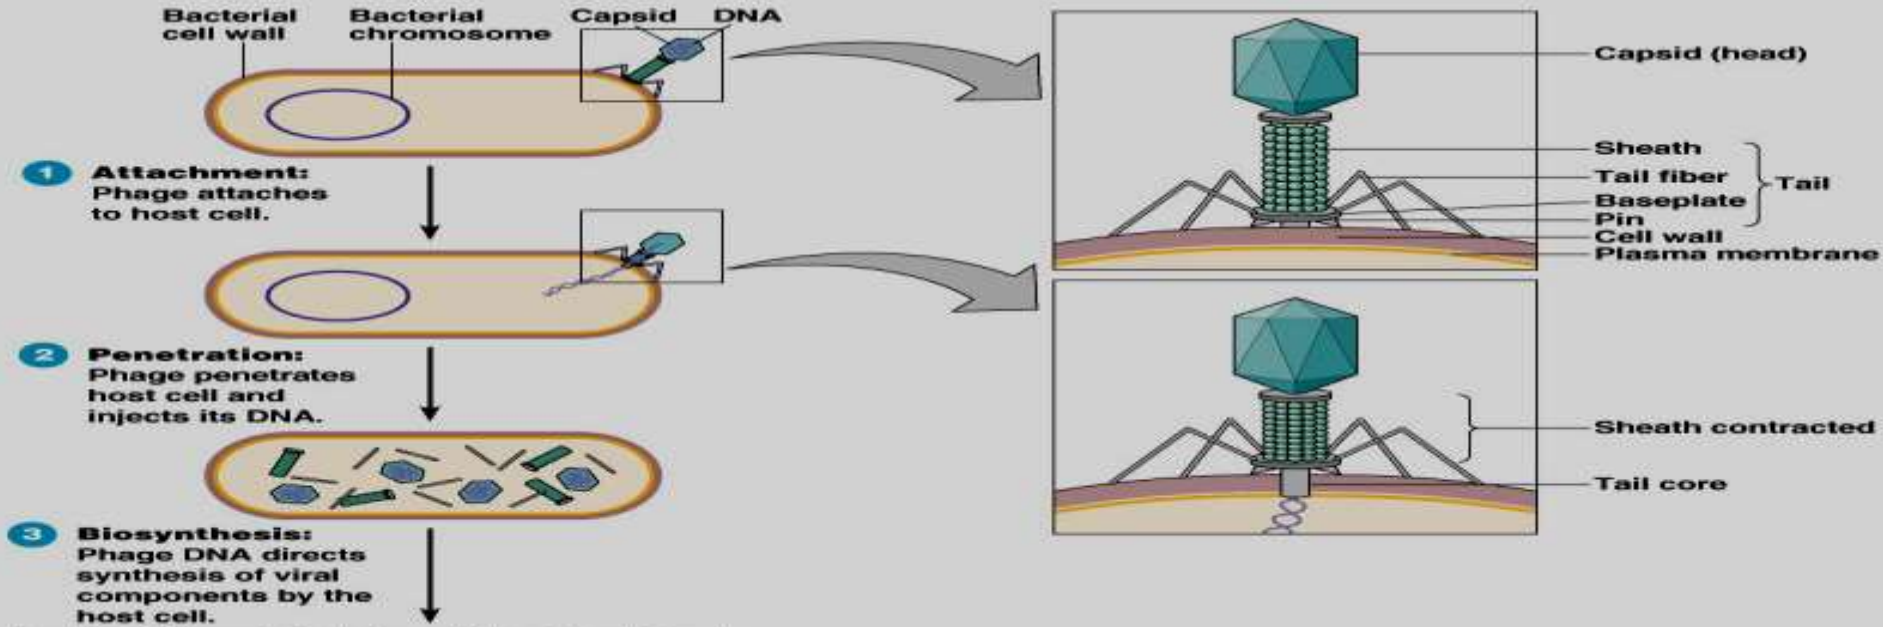 Bacterial
cell wall
Bacterial
chromosome
Capsid
DNA
1 Attachment:
Phage attaches
to host cell.
2 Penetration:
Phage penetrates
host cell and
injects its DNA.
3 Biosynthesis:
Phage DNA directs
synthesis of viral
components by the
host cell.
Capsid (head)
Sheath
Tail fiber
Baseplate
Pin
Tail
Cell wall
Plasma membrane
Sheath contracted
Tail core